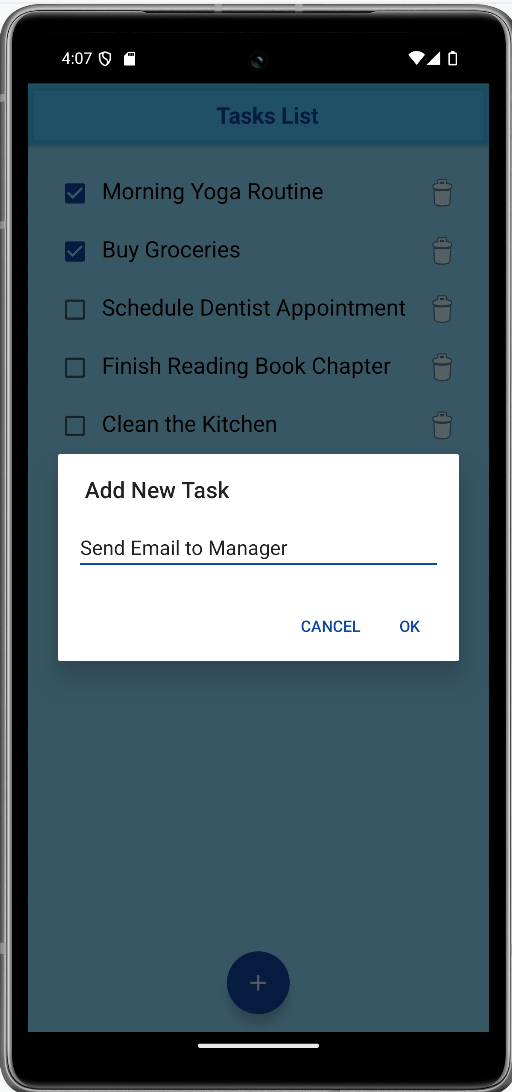 4:07
Tasks List
Morning Yoga Routine
Buy Groceries
Schedule Dentist Appointment
Finish Reading Book Chapter
Clean the Kitchen
Add New Task
Send Email to Manager
CANCEL OK
+